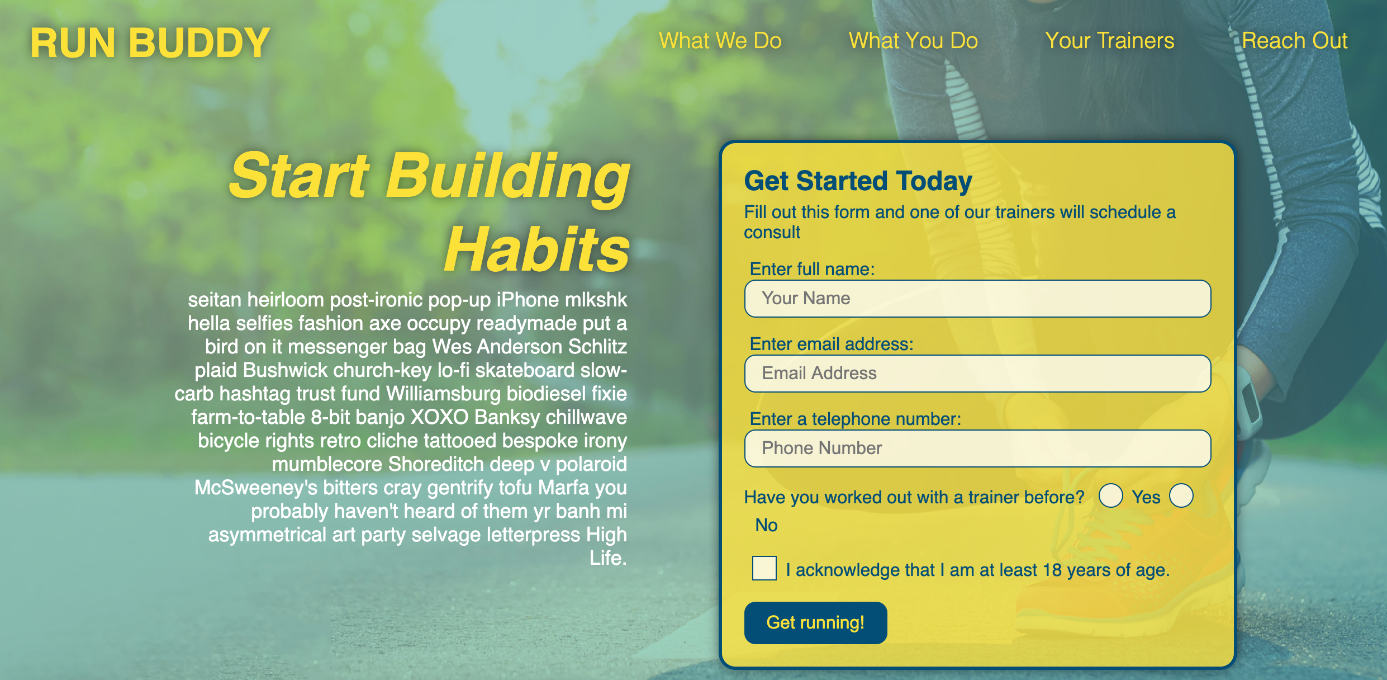 RUN BUDDY
What We Do
What You Do
Your Trainers
Reach Out
Start Building
Habits
seitan heirloom post-ironic pop-up iPhone mlkshk
hella selfies fashion axe occupy readymade put a
bird on it messenger bag Wes Anderson Schlitz
plaid Bushwick church-key lo-fi skateboard slow-
carb hashtag trust fund Williamsburg biodiesel fixie
farm-to-table 8-bit banjo XOXO Banksy chillwave
bicycle rights retro cliche tattooed bespoke irony
mumblecore Shoreditch deep v polaroid
McSweeney's bitters cray gentrify tofu Marfa you
probably haven't heard of them yr banh mi
asymmetrical art party selvage letterpress High
Life.
Get Started Today
Fill out this form and one of our trainers will schedule a
consult
Enter full name:
Your Name
Enter email address:
Email Address
Enter a telephone number:
Phone Number
Have you worked out with a trainer before? Yes
No
I acknowledge that I am at least 18 years of age.
Get running!